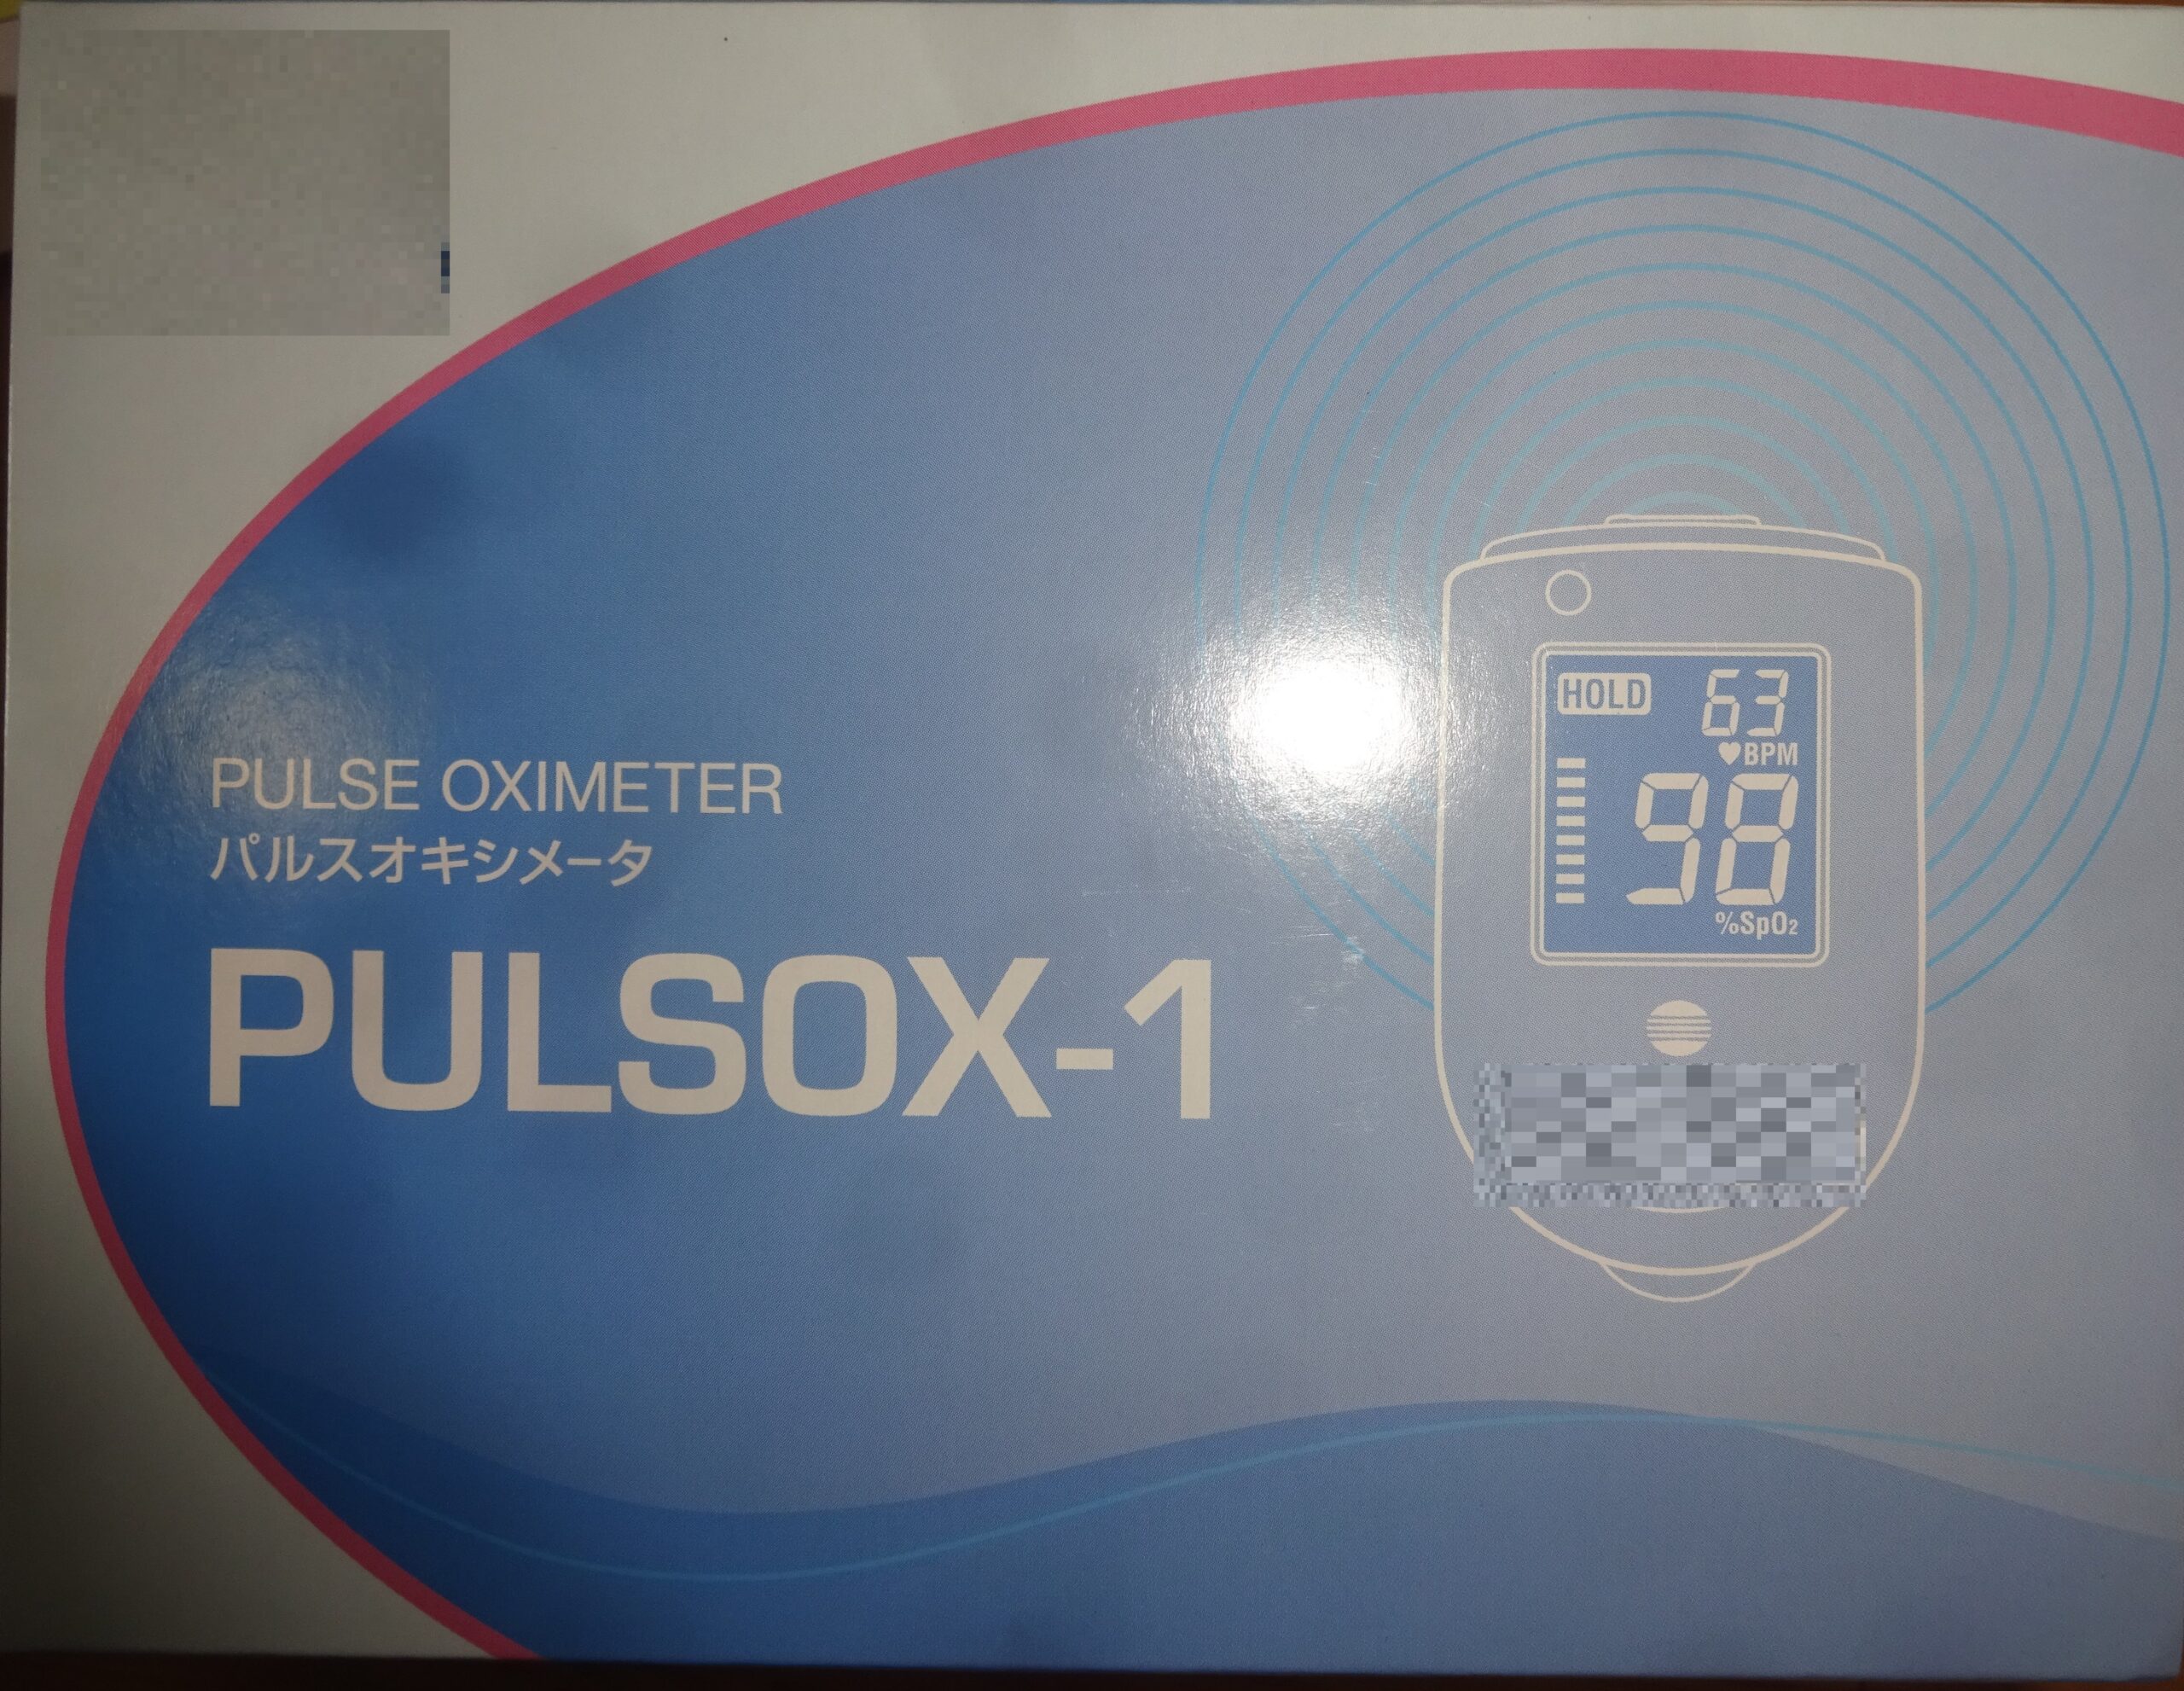 PULSE OXIMETER
パルスオキシメータ
PULSOX-1
HOLD 63
BPM
98
%SpO₂